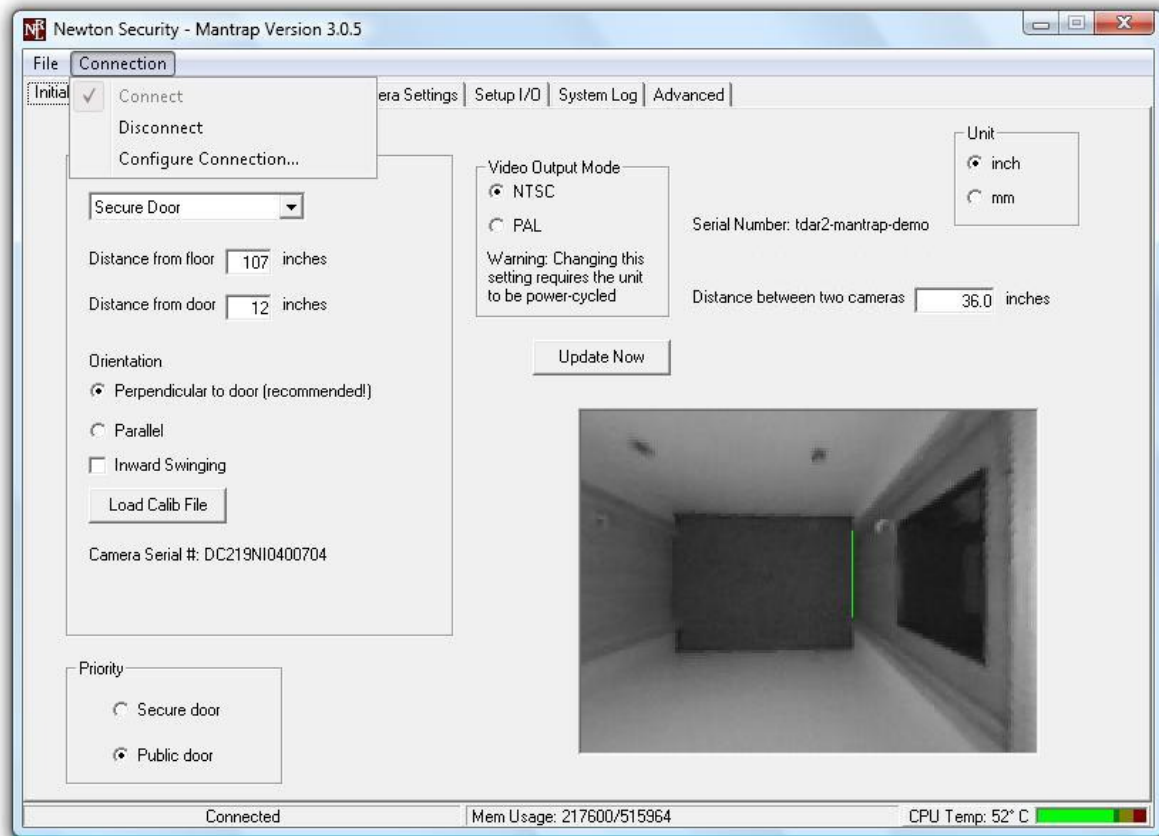 Newton Security - Mantrap Version 3.0.5
File Connection
Initial era Settings Setup I/O System Log Advanced
Connect
Disconnect
Configure Connection...
Secure Door
Distance from floor 107 inches
Distance from door 12 inches
Orientation
Perpendicular to door (recommended!)
Parallel
Inward Swinging
Load Calib File
Camera Serial #: DC219NI0400704
Priority
Secure door
Public door
Video Output Mode
NTSC
PAL
Warning: Changing this
setting requires the unit
to be power-cycled
Update Now
Unit
inch
mm
Serial Number: tdar2-mantrap-demo
Distance between two cameras 36.0 inches
Connected Mem Usage: 217600/515964 CPU Temp: 52° C